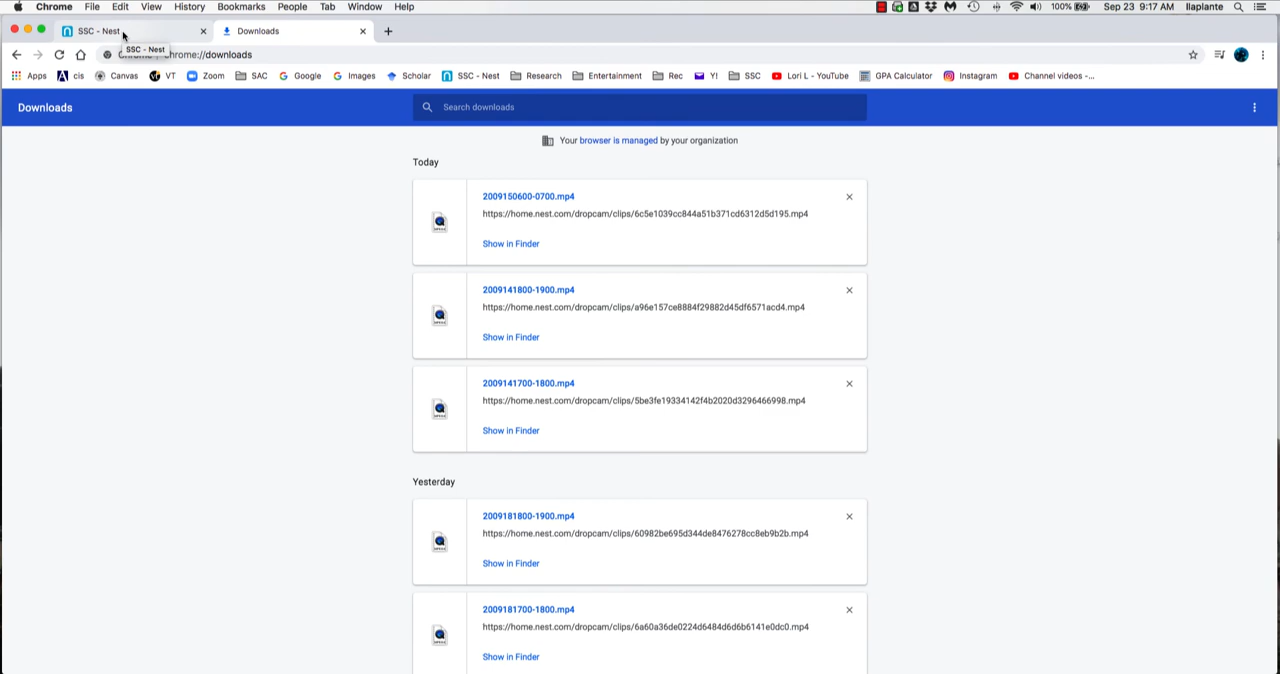 Chrome File Edit View History Bookmarks People Tab Window Help 100% Sep 23 9:17 AM llaplante
SSC - Nest Downloads
SSC - Nest
chrome://downloads
Apps cis Canvas VT Zoom SAC Google Images Scholar SSC - Nest Research Entertainment Rec Y! SSC Lori L - YouTube GPA Calculator Instagram Channel videos -...
Downloads Search downloads
Your browser is managed by your organization
Today
2009150600-0700.mp4
https://home.nest.com/dropcam/clips/6c5e1039cc844a51b371cd6312d5d195.mp4
Show in Finder
2009141800-1900.mp4
https://home.nest.com/dropcam/clips/a96e157ce8884f29882d45df6571acd4.mp4
Show in Finder
2009141700-1800.mp4
https://home.nest.com/dropcam/clips/5be3fe19334142f4b2020d3296466998.mp4
Show in Finder
Yesterday
2009181800-1900.mp4
https://home.nest.com/dropcam/clips/60982be695d344de8476278cc8eb9b2b.mp4
Show in Finder
2009181700-1800.mp4
https://home.nest.com/dropcam/clips/6a60a36de0224d6484d6d6b6141e0dc0.mp4
Show in Finder